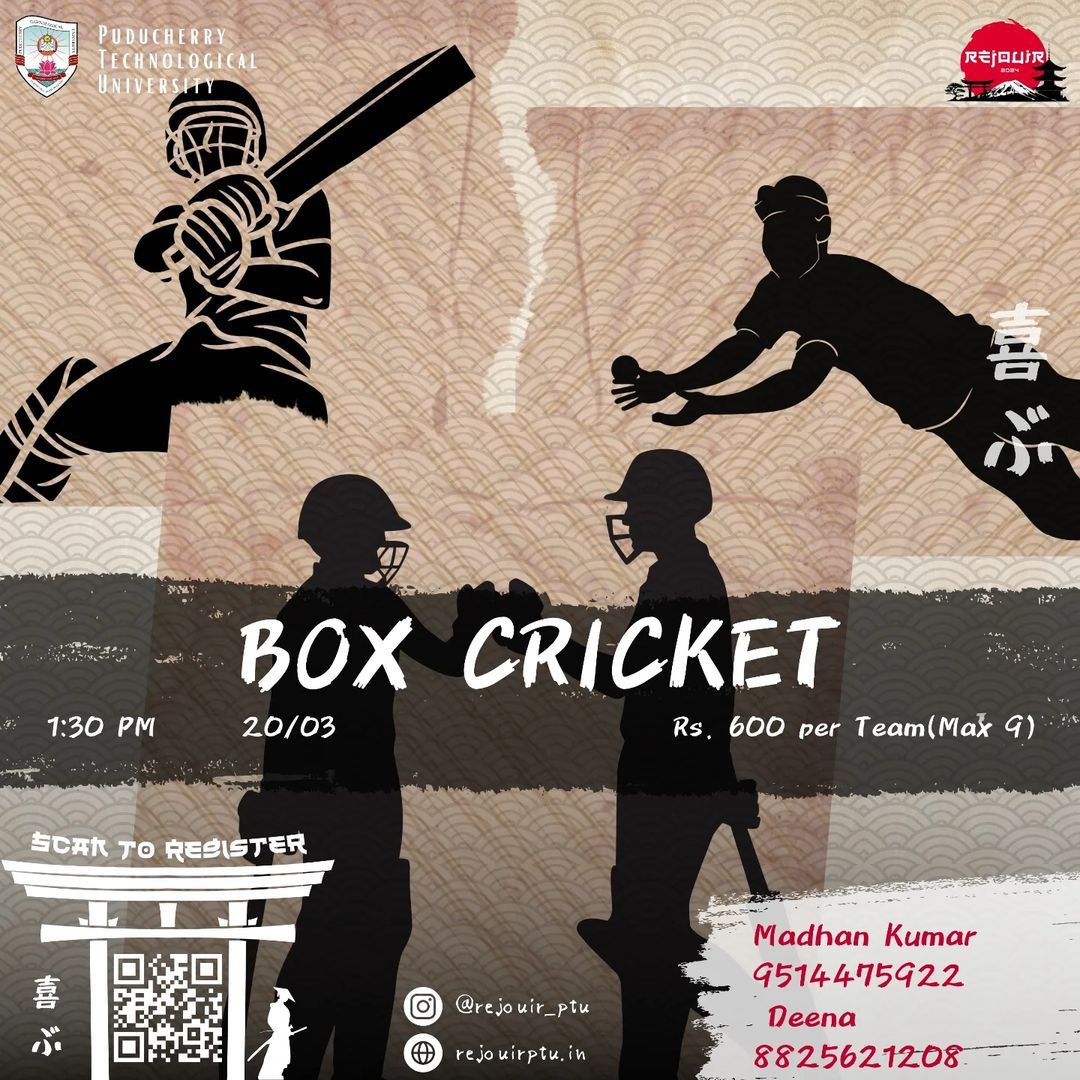 PUDUCHERRY
TECHNOLOGICAL
UNIVERSITY
REJOUIR
2024
喜
ぶ
BOX CRICKET
1:30 PM
20/03
Rs. 600 per Team(Max 9)
SCAN TO REGISTER
喜
ぶ
@rejouir_ptu
rejouirptu.in
Madhan Kumar
9514475922
Deena
8825621208